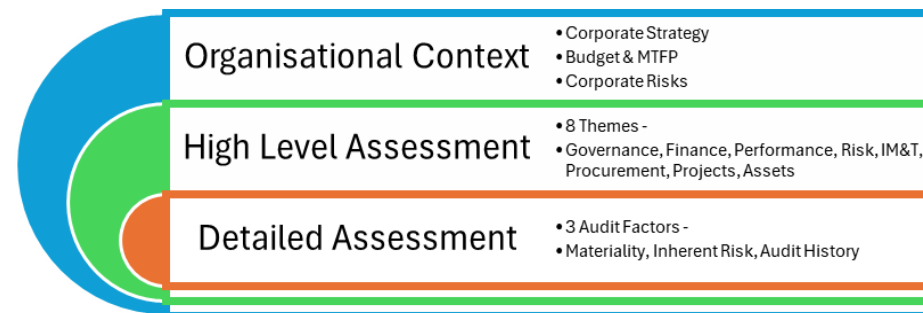 Organisational Context
• Corporate Strategy
• Budget & MTFP
• Corporate Risks
High Level Assessment
• 8 Themes -
• Governance, Finance, Performance, Risk, IM&T,
Procurement, Projects, Assets
Detailed Assessment
• 3 Audit Factors -
• Materiality, Inherent Risk, Audit History